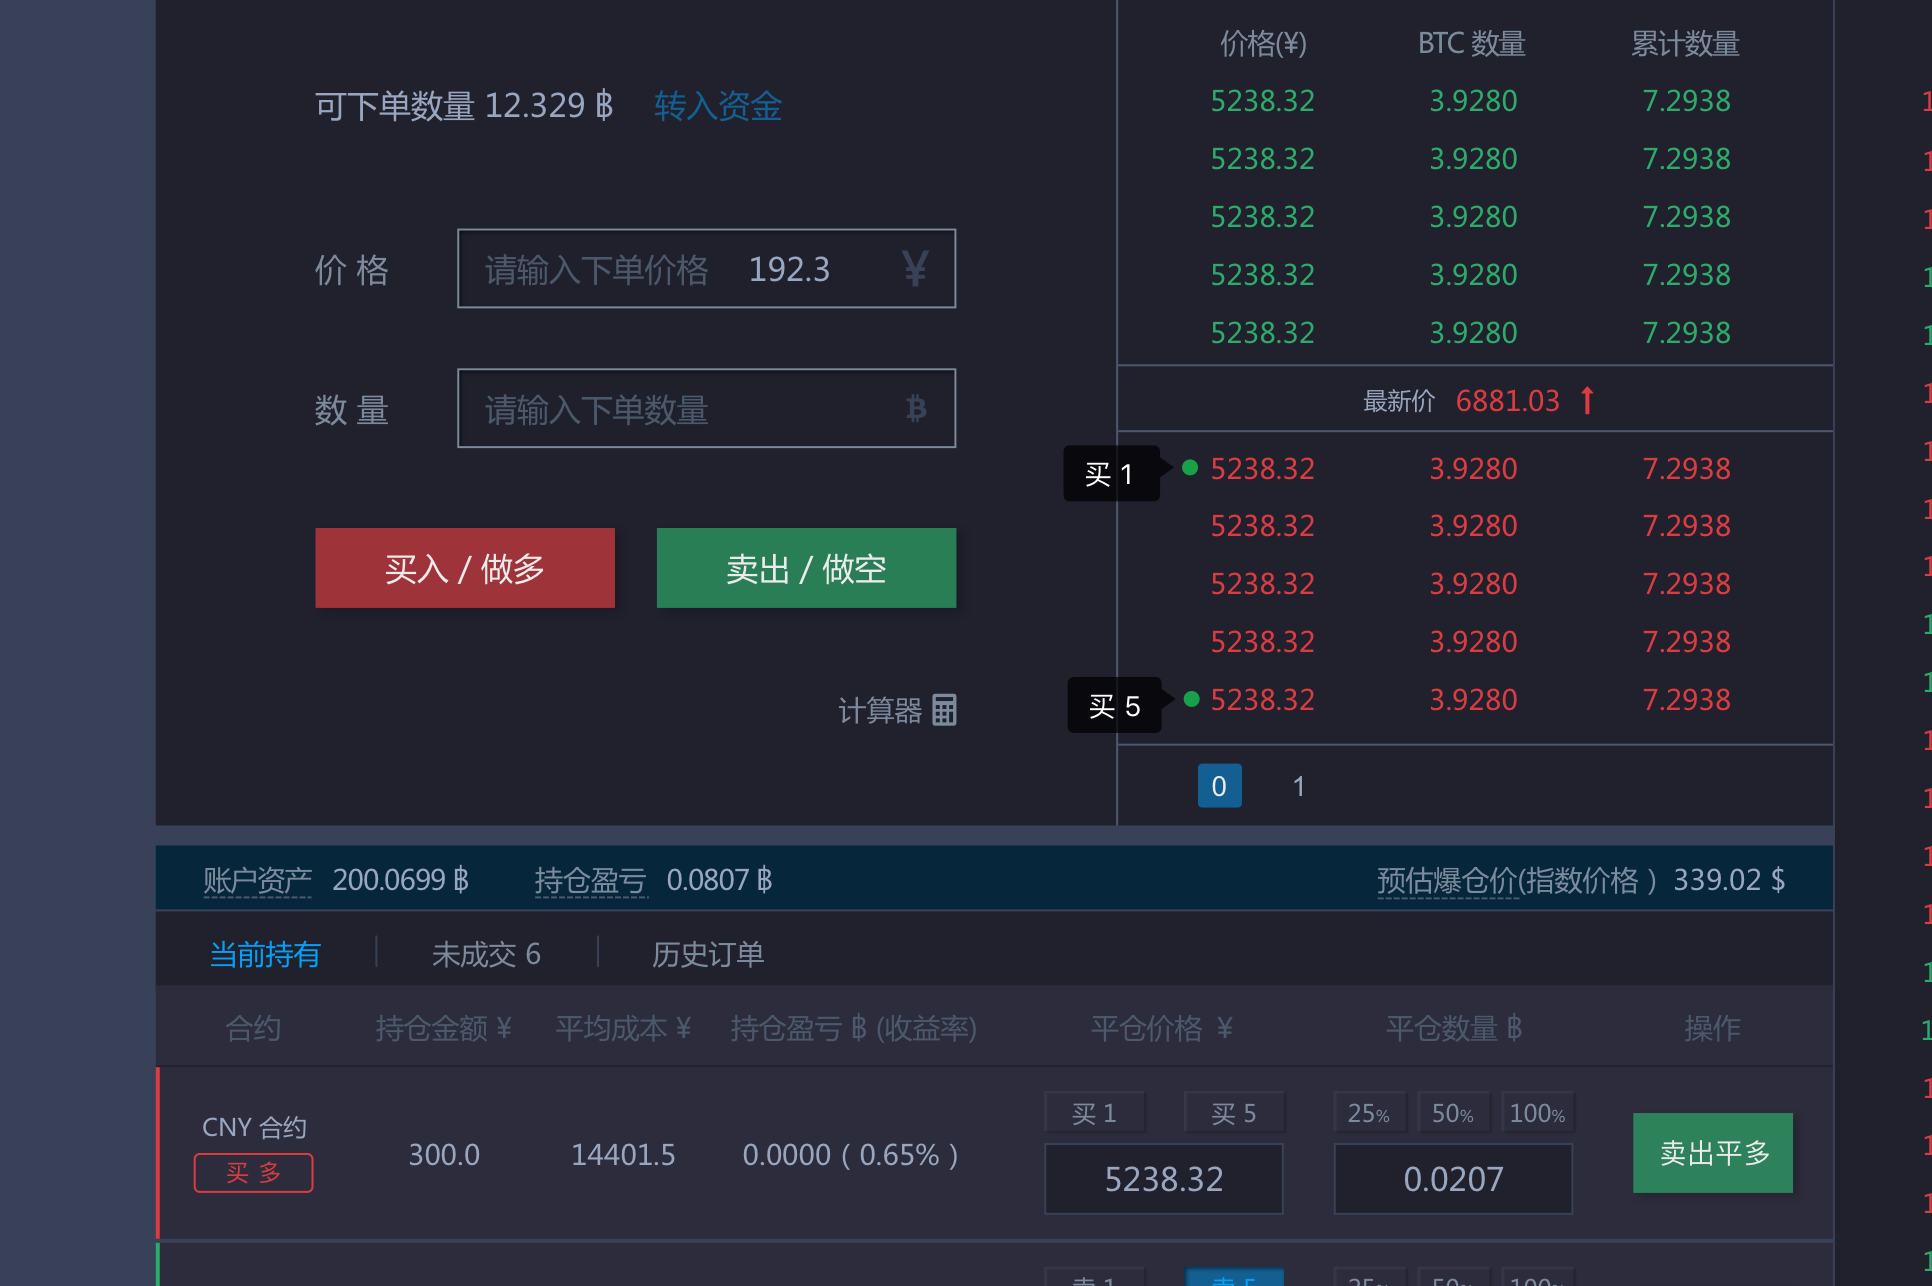 可下单数量 12.329 ฿ 转入资金
价 格 请输入下单价格 192.3 ¥
数 量 请输入下单数量 ฿
买入 / 做多 卖出 / 做空
计算器
价格(¥) BTC 数量 累计数量
5238.32 3.9280 7.2938
5238.32 3.9280 7.2938
5238.32 3.9280 7.2938
5238.32 3.9280 7.2938
5238.32 3.9280 7.2938
最新价 6881.03 ↑
买 1 5238.32 3.9280 7.2938
5238.32 3.9280 7.2938
5238.32 3.9280 7.2938
5238.32 3.9280 7.2938
买 5 5238.32 3.9280 7.2938
0 1
账户资产 200.0699 ฿ 持仓盈亏 0.0807 ฿ 预估爆仓价(指数价格 ) 339.02 $
当前持有 未成交 6 历史订单
合约 持仓金额 ¥ 平均成本 ¥ 持仓盈亏 ฿ (收益率) 平仓价格 ¥ 平仓数量 ฿ 操作
买 1 买 5 25% 50% 100%
CNY 合约
买 多
300.0 14401.5 0.0000 ( 0.65% ) 5238.32 0.0207 卖出平多
卖 1 卖 5 25% 50% 100%